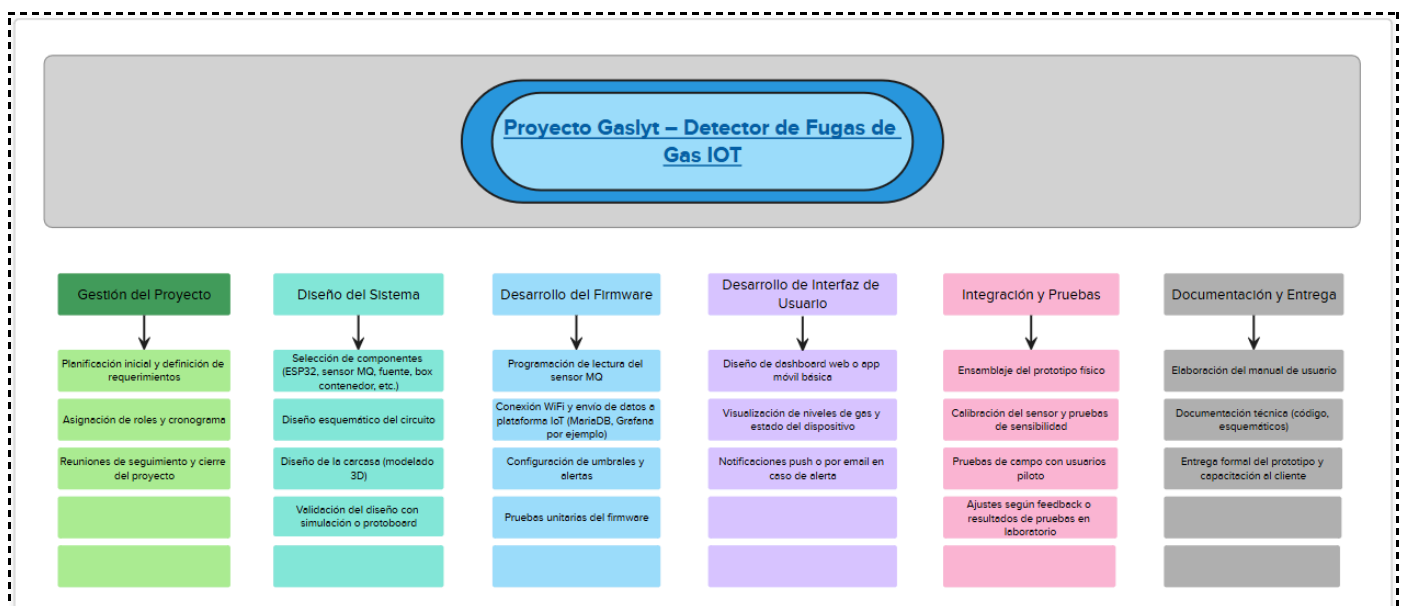 Proyecto Gaslyt – Detector de Fugas de
Gas IOT
Gestión del Proyecto
Planificación inicial y definición de
requerimientos
Asignación de roles y cronograma
Reuniones de seguimiento y cierre
del proyecto
Diseño del Sistema
Selección de componentes
(ESP32, sensor MQ, fuente, box
contenedor, etc.)
Diseño esquemático del circuito
Diseño de la carcasa (modelado
3D)
Validación del diseño con
simulación o protoboard
Desarrollo del Firmware
Programación de lectura del
sensor MQ
Conexión WiFi y envío de datos a
plataforma IoT (MariaDB, Grafana
por ejemplo)
Configuración de umbrales y
alertas
Pruebas unitarias del firmware
Desarrollo de Interfaz de
Usuario
Diseño de dashboard web o app
móvil básica
Visualización de niveles de gas y
estado del dispositivo
Notificaciones push o por email en
caso de alerta
Integración y Pruebas
Ensamblaje del prototipo físico
Calibración del sensor y pruebas
de sensibilidad
Pruebas de campo con usuarios
piloto
Ajustes según feedback o
resultados de pruebas en
laboratorio
Documentación y Entrega
Elaboración del manual de usuario
Documentación técnica (código,
esquemáticos)
Entrega formal del prototipo y
capacitación al cliente